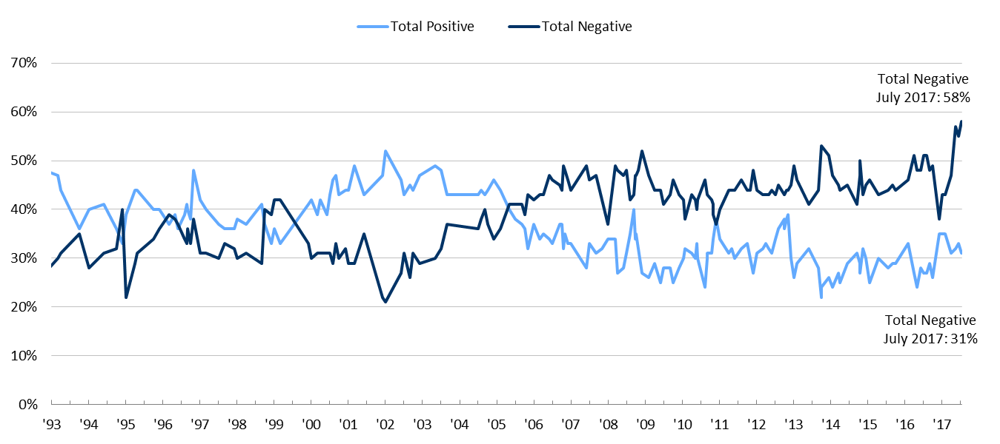 Total Positive Total Negative
70%
Total Negative
July 2017: 58%
60%
50%
40%
30%
20%
Total Negative
July 2017: 31%
10%
0%
'93 '94 '95 '96 '97 '98 '99 '00 '01 '02 '03 '04 '05 '06 '07 '08 '09 '10 '11 '12 '13 '14 '15 '16 '17